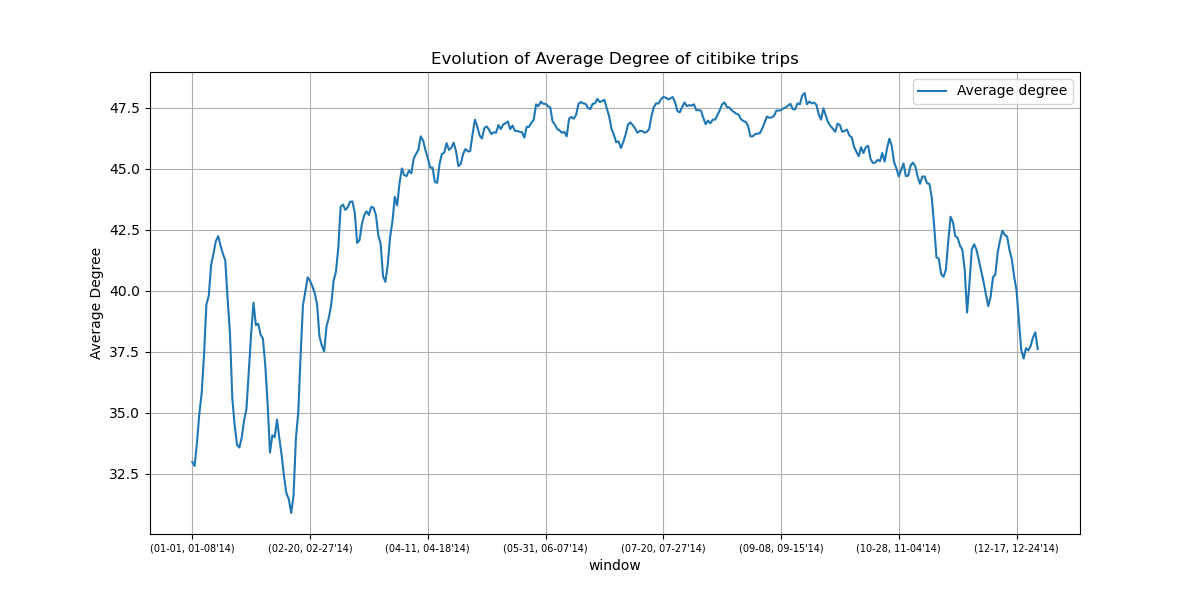 Evolution of Average Degree of citibike trips
Average degree
47.5
45.0
42.5
40.0
37.5
35.0
32.5
Average Degree
(01-01, 01-08'14) (02-20, 02-27'14) (04-11, 04-18'14) (05-31, 06-07'14) (07-20, 07-27'14) (09-08, 09-15'14) (10-28, 11-04'14) (12-17, 12-24'14)
window